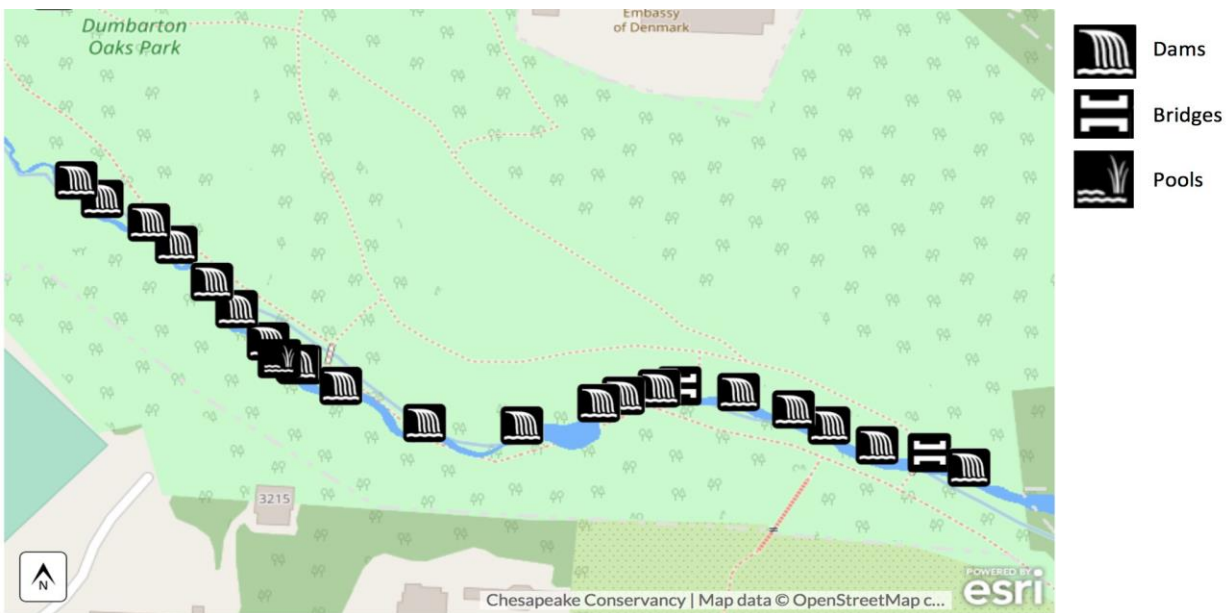 Dumbarton
Oaks Park
Embassy
of Denmark
Dams
Bridges
Pools
3215
N
POWERED BY
esri
Chesapeake Conservancy | Map data © OpenStreetMap c...